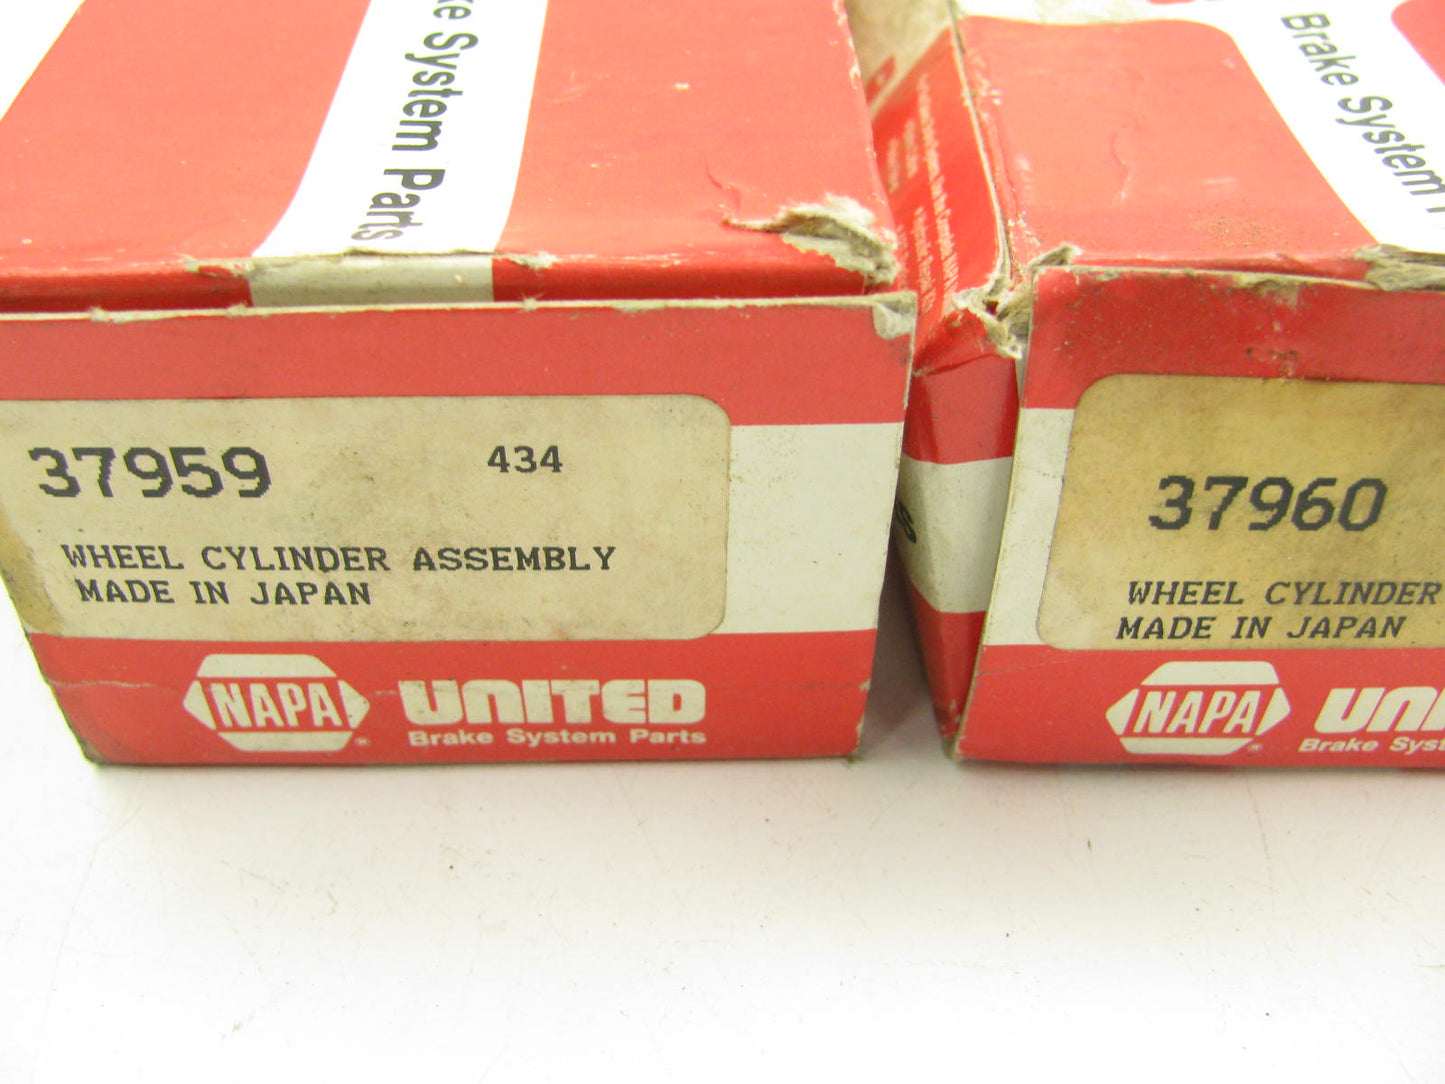 System Parts
Brake System
37959 434
WHEEL CYLINDER ASSEMBLY
MADE IN JAPAN
NAPA® UNITED
Brake System Parts
37960
WHEEL CYLINDER
MADE IN JAPAN
NAPA®
Brake